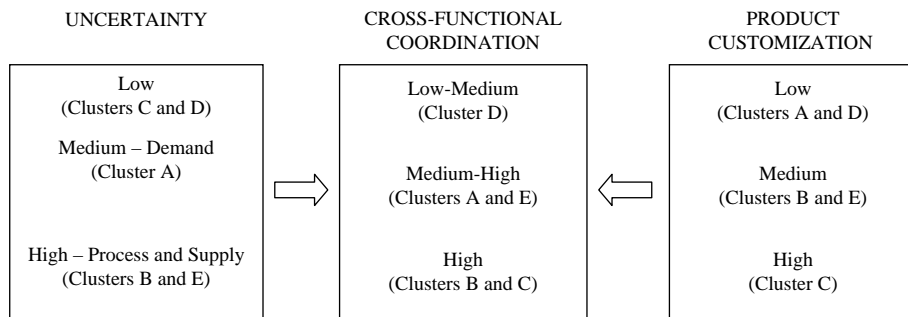 UNCERTAINTY
CROSS-FUNCTIONAL
COORDINATION
PRODUCT
CUSTOMIZATION
Low
(Clusters C and D)
Medium – Demand
(Cluster A)
High – Process and Supply
(Clusters B and E)
Low-Medium
(Cluster D)
Medium-High
(Clusters A and E)
High
(Clusters B and C)
Low
(Clusters A and D)
Medium
(Clusters B and E)
High
(Cluster C)